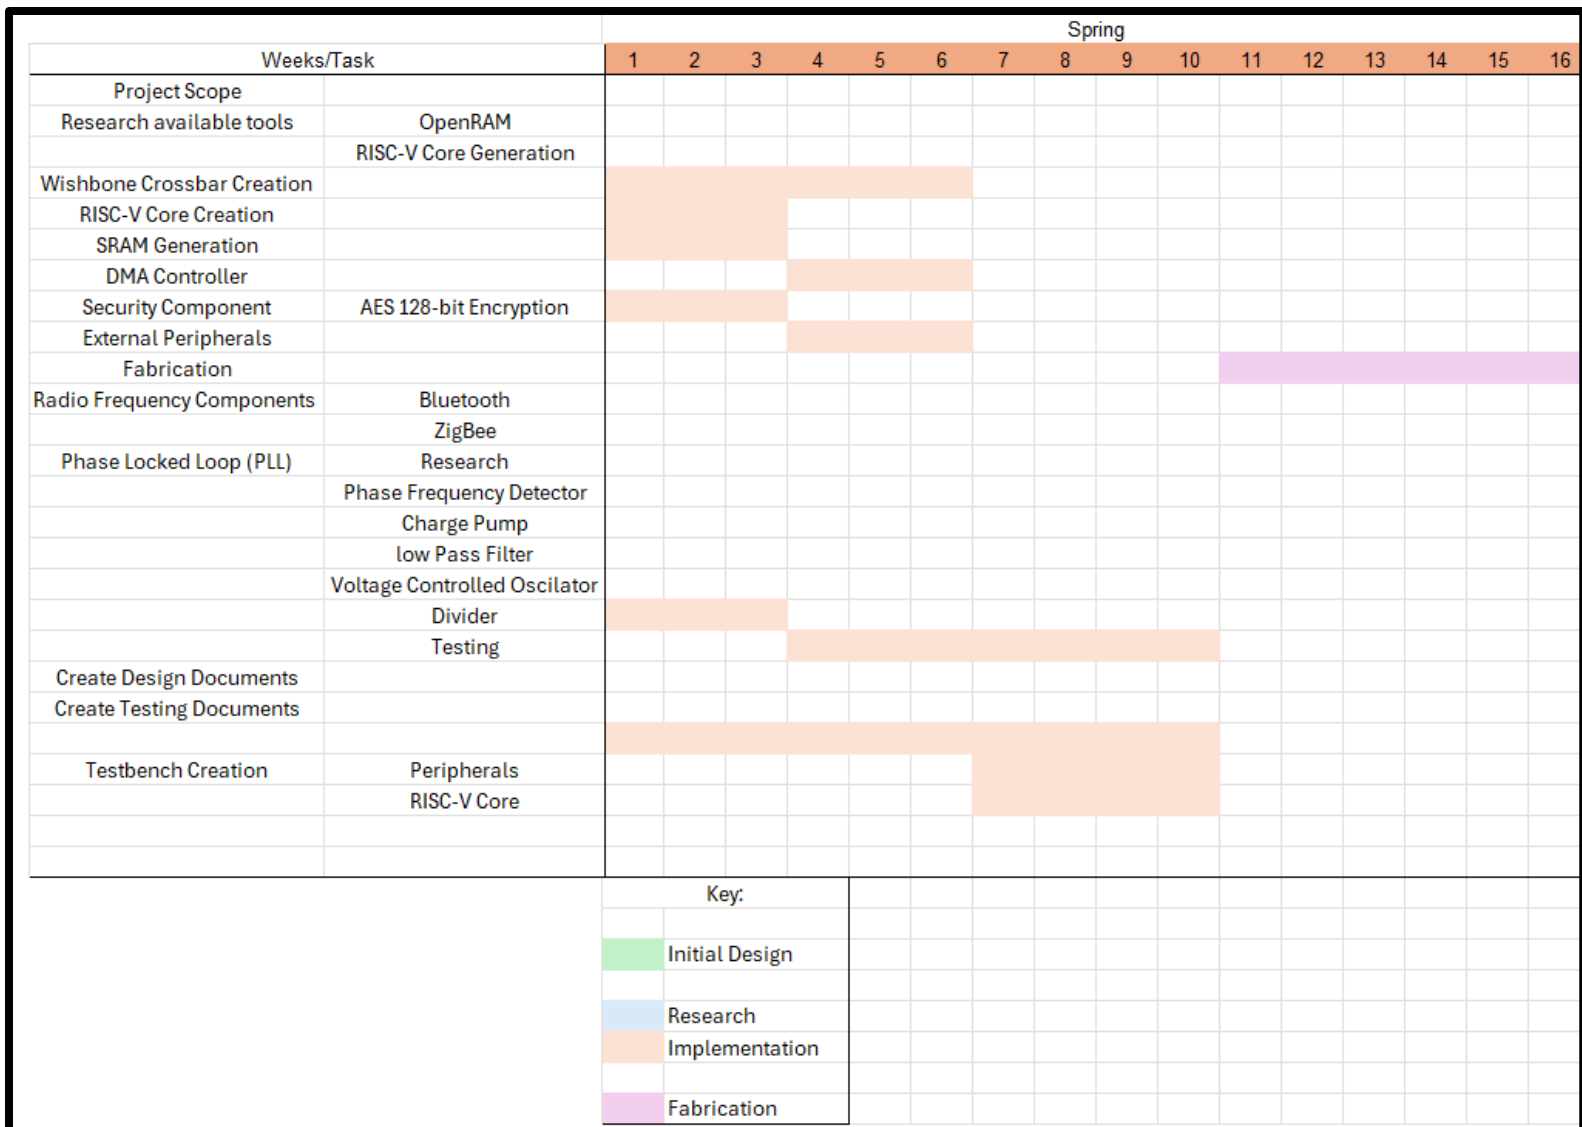 Spring
Weeks/Task 1 2 3 4 5 6 7 8 9 10 11 12 13 14 15 16
Project Scope
Research available tools OpenRAM
RISC-V Core Generation
Wishbone Crossbar Creation
RISC-V Core Creation
SRAM Generation
DMA Controller
Security Component AES 128-bit Encryption
External Peripherals
Fabrication
Radio Frequency Components Bluetooth
ZigBee
Phase Locked Loop (PLL) Research
Phase Frequency Detector
Charge Pump
low Pass Filter
Voltage Controlled Oscilator
Divider
Testing
Create Design Documents
Create Testing Documents
Testbench Creation Peripherals
RISC-V Core
Key:
Initial Design
Research
Implementation
Fabrication